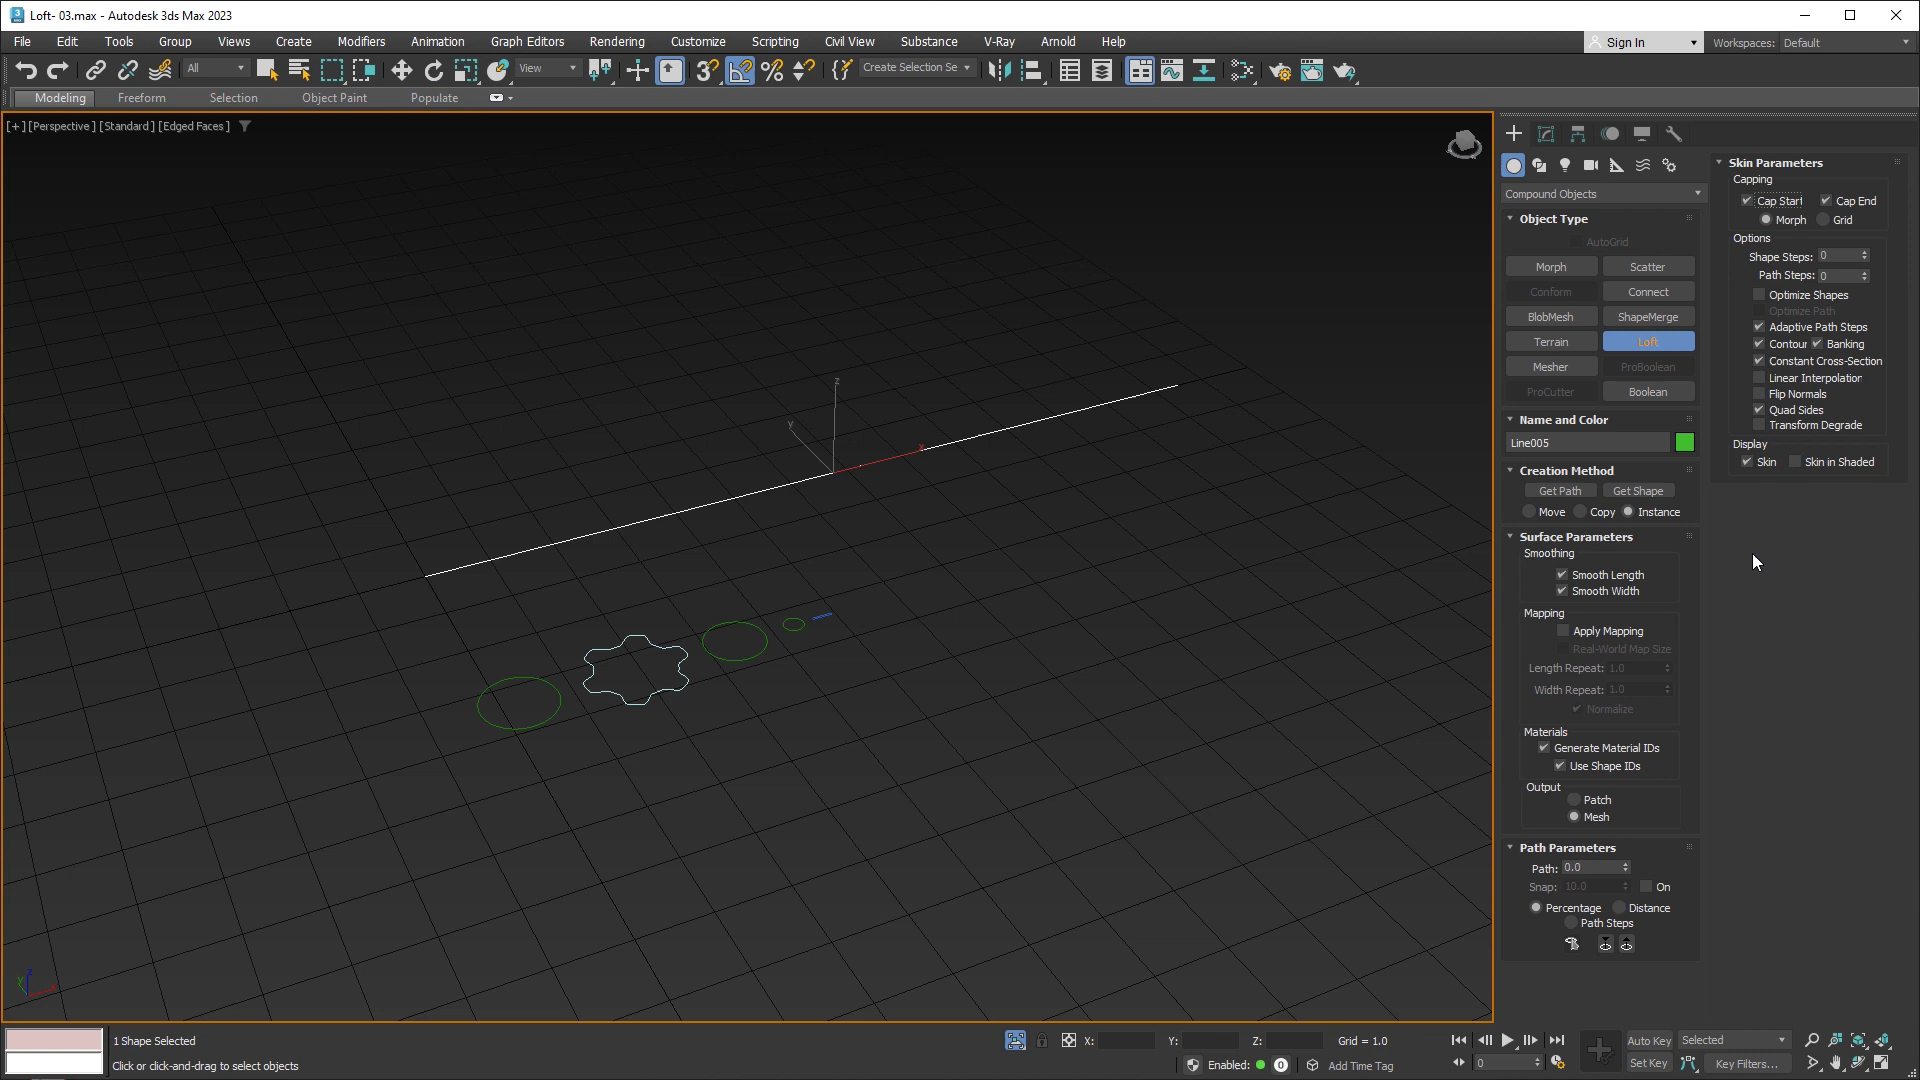 Loft- 03.max - Autodesk 3ds Max 2023
File Edit Tools Group Views Create Modifiers Animation Graph Editors Rendering Customize Scripting Civil View Substance V-Ray Arnold Help
Sign In Workspaces: Default
All View Create Selection Se
Modeling Freeform Selection Object Paint Populate
[+] [Perspective ] [Standard ] [Edged Faces ]
Compound Objects
Object Type
AutoGrid
Morph Scatter
Conform Connect
BlobMesh ShapeMerge
Terrain Loft
Mesher ProBoolean
ProCutter Boolean
Name and Color
Line005
Creation Method
Get Path Get Shape
Move Copy Instance
Surface Parameters
Smoothing
Smooth Length
Smooth Width
Mapping
Apply Mapping
Real-World Map Size
Length Repeat: 1.0
Width Repeat: 1.0
Normalize
Materials
Generate Material IDs
Use Shape IDs
Output
Patch
Mesh
Path Parameters
Path: 0.0
Snap: 10.0 On
Percentage Distance
Path Steps
Skin Parameters
Capping
Cap Start Cap End
Morph Grid
Options
Shape Steps: 0
Path Steps: 0
Optimize Shapes
Optimize Path
Adaptive Path Steps
Contour Banking
Constant Cross-Section
Linear Interpolation
Flip Normals
Quad Sides
Transform Degrade
Display
Skin Skin in Shaded
z
y
x
z
y
x
1 Shape Selected
Click or click-and-drag to select objects
X: Y: Z: Grid = 1.0
Enabled: 0 Add Time Tag
0
Auto Key Selected
Set Key Key Filters...